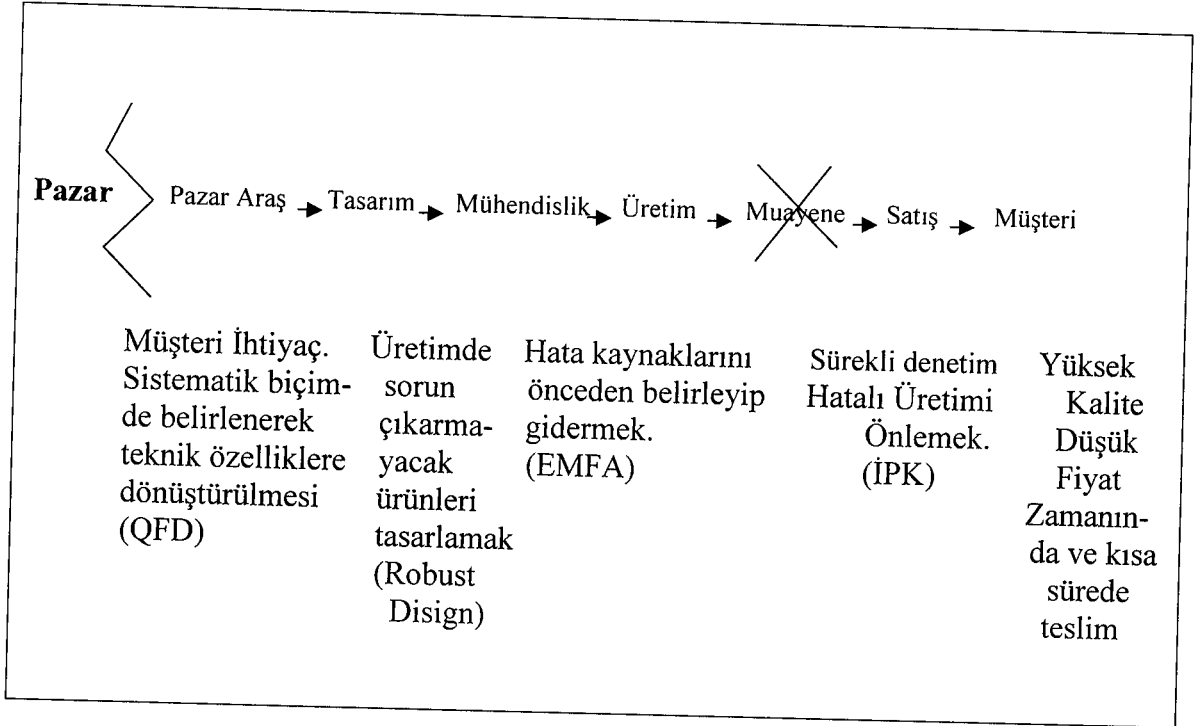 Pazar Pazar Araş Tasarım Mühendislik Üretim Muayene Satış Müşteri
Müşteri İhtiyaç.
Sistematik biçim-
de belirlenerek
teknik özelliklere
dönüştürülmesi
(QFD)
Üretimde
sorun
çıkarma-
yacak
ürünleri
tasarlamak
(Robust
Disign)
Hata kaynaklarını
önceden belirleyip
gidermek.
(EMFA)
Sürekli denetim
Hatalı Üretimi
Önlemek.
(İPK)
Yüksek
Kalite
Düşük
Fiyat
Zamanın-
da ve kısa
sürede
teslim